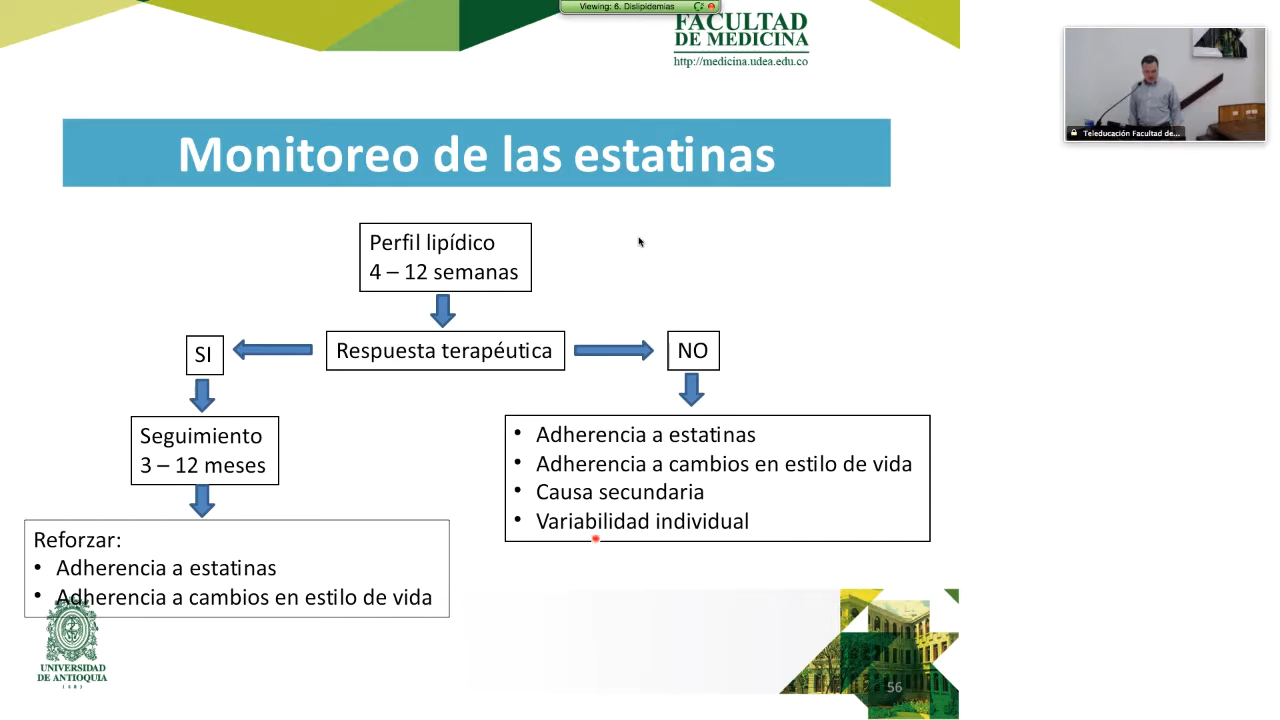 Viewing: 6. Dislipidemias
FACULTAD
DE MEDICINA
http://medicina.udea.edu.co
Teleducación Facultad de...
Monitoreo de las estatinas
Perfil lipídico
4 – 12 semanas
SI
Respuesta terapéutica
NO
Seguimiento
3 – 12 meses
• Adherencia a estatinas
• Adherencia a cambios en estilo de vida
• Causa secundaria
• Variabilidad individual
Reforzar:
• Adherencia a estatinas
• Adherencia a cambios en estilo de vida
UNIVERSIDAD
DE ANTIOQUIA
1803
56